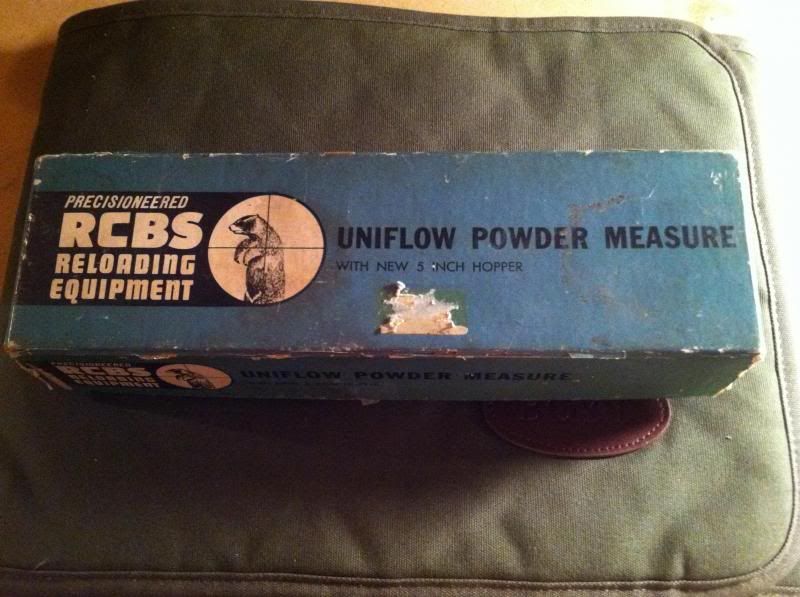 PRECISIONEERED
RCBS
RELOADING
EQUIPMENT
UNIFLOW POWDER MEASURE
WITH NEW 5 INCH HOPPER
PRECISIONEERED
RCBS
RELOADING
EQUIPMENT
UNIFLOW POWDER MEASURE